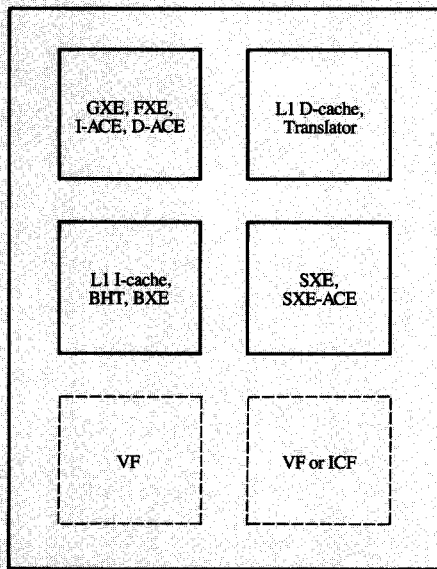 GXE, FXE,
I-ACE, D-ACE
L1 D-cache,
Translator
L1 I-cache,
BHT, BXE
SXE,
SXE-ACE
VF
VF or ICF